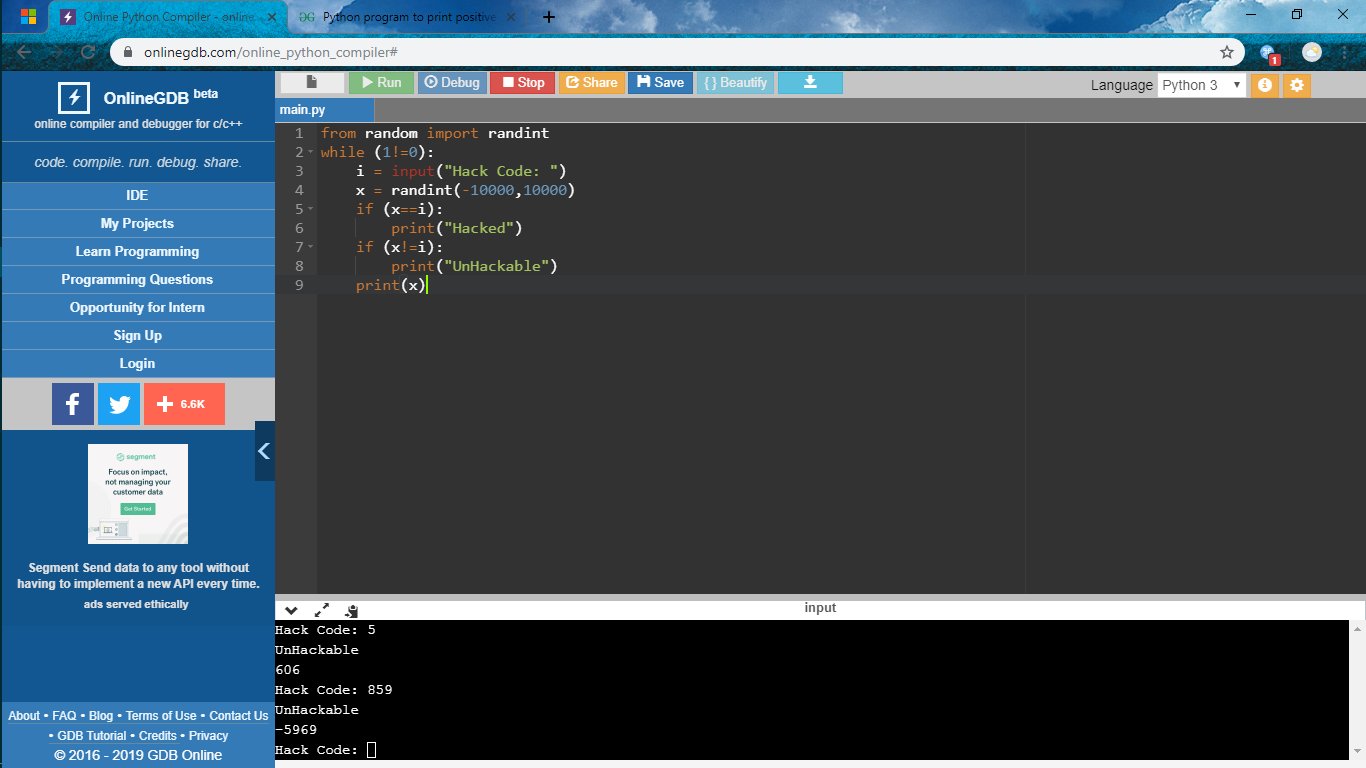 Online Python Compiler - online
Python program to print positive
onlinegdb.com/online_python_compiler#
1
OnlineGDB beta
online compiler and debugger for c/c++
code. compile. run. debug. share.
IDE
My Projects
Learn Programming
Programming Questions
Opportunity for Intern
Sign Up
Login
6.6K
segment
Focus on impact,
not managing your
customer data
Get Started
Segment Send data to any tool without
having to implement a new API every time.
ads served ethically
About • FAQ • Blog • Terms of Use • Contact Us
• GDB Tutorial • Credits • Privacy
© 2016 - 2019 GDB Online
Run Debug Stop Share Save {} Beautify
Language Python 3
main.py
1 from random import randint
2 while (1!=0):
3     i = input("Hack Code: ")
4     x = randint(-10000,10000)
5     if (x==i):
6         print("Hacked")
7     if (x!=i):
8         print("UnHackable")
9     print(x)
input
Hack Code: 5
UnHackable
606
Hack Code: 859
UnHackable
-5969
Hack Code: